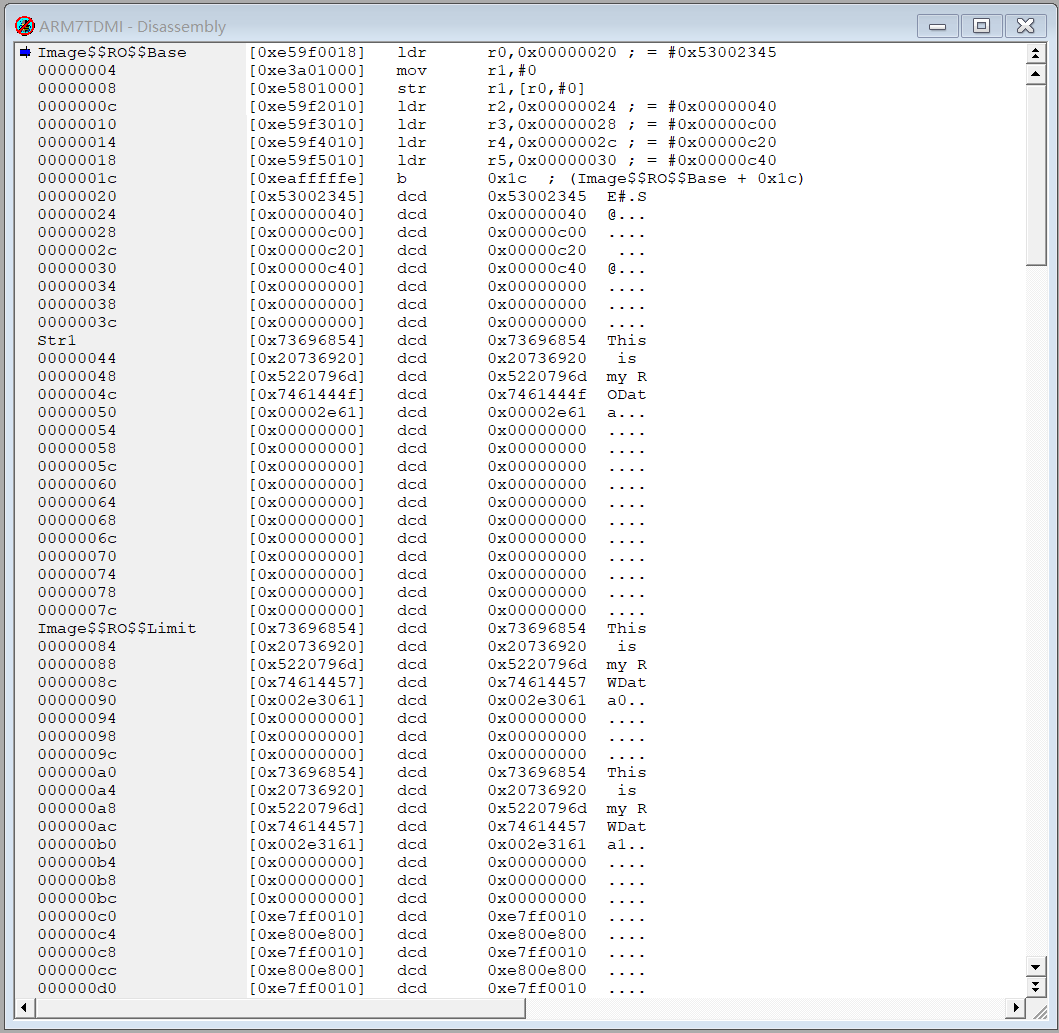 ARM7TDMI - Disassembly
Image$$RO$$Base [0xe59f0018] ldr r0,0x00000020 ; = #0x53002345
00000004 [0xe3a01000] mov r1,#0
00000008 [0xe5801000] str r1,[r0,#0]
0000000c [0xe59f2010] ldr r2,0x00000024 ; = #0x00000040
00000010 [0xe59f3010] ldr r3,0x00000028 ; = #0x00000c00
00000014 [0xe59f4010] ldr r4,0x0000002c ; = #0x00000c20
00000018 [0xe59f5010] ldr r5,0x00000030 ; = #0x00000c40
0000001c [0xeafffffe] b 0x1c ; (Image$$RO$$Base + 0x1c)
00000020 [0x53002345] dcd 0x53002345 E#.S
00000024 [0x00000040] dcd 0x00000040 @...
00000028 [0x00000c00] dcd 0x00000c00 ....
0000002c [0x00000c20] dcd 0x00000c20 ...
00000030 [0x00000c40] dcd 0x00000c40 @...
00000034 [0x00000000] dcd 0x00000000 ....
00000038 [0x00000000] dcd 0x00000000 ....
0000003c [0x00000000] dcd 0x00000000 ....
Str1 [0x73696854] dcd 0x73696854 This
00000044 [0x20736920] dcd 0x20736920 is
00000048 [0x5220796d] dcd 0x5220796d my R
0000004c [0x7461444f] dcd 0x7461444f ODat
00000050 [0x00002e61] dcd 0x00002e61 a...
00000054 [0x00000000] dcd 0x00000000 ....
00000058 [0x00000000] dcd 0x00000000 ....
0000005c [0x00000000] dcd 0x00000000 ....
00000060 [0x00000000] dcd 0x00000000 ....
00000064 [0x00000000] dcd 0x00000000 ....
00000068 [0x00000000] dcd 0x00000000 ....
0000006c [0x00000000] dcd 0x00000000 ....
00000070 [0x00000000] dcd 0x00000000 ....
00000074 [0x00000000] dcd 0x00000000 ....
00000078 [0x00000000] dcd 0x00000000 ....
0000007c [0x00000000] dcd 0x00000000 ....
Image$$RO$$Limit [0x73696854] dcd 0x73696854 This
00000084 [0x20736920] dcd 0x20736920 is
00000088 [0x5220796d] dcd 0x5220796d my R
0000008c [0x74614457] dcd 0x74614457 WDat
00000090 [0x002e3061] dcd 0x002e3061 a0..
00000094 [0x00000000] dcd 0x00000000 ....
00000098 [0x00000000] dcd 0x00000000 ....
0000009c [0x00000000] dcd 0x00000000 ....
000000a0 [0x73696854] dcd 0x73696854 This
000000a4 [0x20736920] dcd 0x20736920 is
000000a8 [0x5220796d] dcd 0x5220796d my R
000000ac [0x74614457] dcd 0x74614457 WDat
000000b0 [0x002e3161] dcd 0x002e3161 a1..
000000b4 [0x00000000] dcd 0x00000000 ....
000000b8 [0x00000000] dcd 0x00000000 ....
000000bc [0x00000000] dcd 0x00000000 ....
000000c0 [0xe7ff0010] dcd 0xe7ff0010 ....
000000c4 [0xe800e800] dcd 0xe800e800 ....
000000c8 [0xe7ff0010] dcd 0xe7ff0010 ....
000000cc [0xe800e800] dcd 0xe800e800 ....
000000d0 [0xe7ff0010] dcd 0xe7ff0010 ....